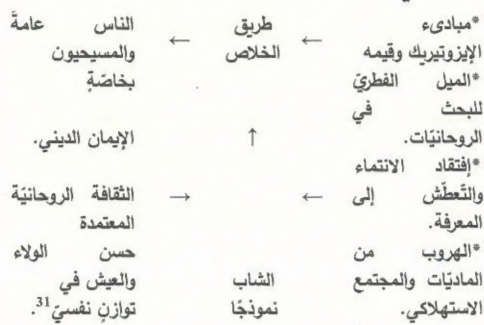 *مبادىء طريق الناس عامةً
الإيزوتيريك وقيمه ← الخلاص ← والمسيحيون
*الميل الفطريّ بخاصّةٍ
للبحث في
الروحانيّات. ↑ الإيمان الديني.
*إفتقاد الانتماء
والتّعطّش إلى ← → الثقافة الروحانيّة
المعرفة. المعتمدة
*الهروب من حسن الولاء
الماديّات والمجتمع الشاب والعيش في
الاستهلاكي. نموذجًا توازنٍ نفسيّ³¹.